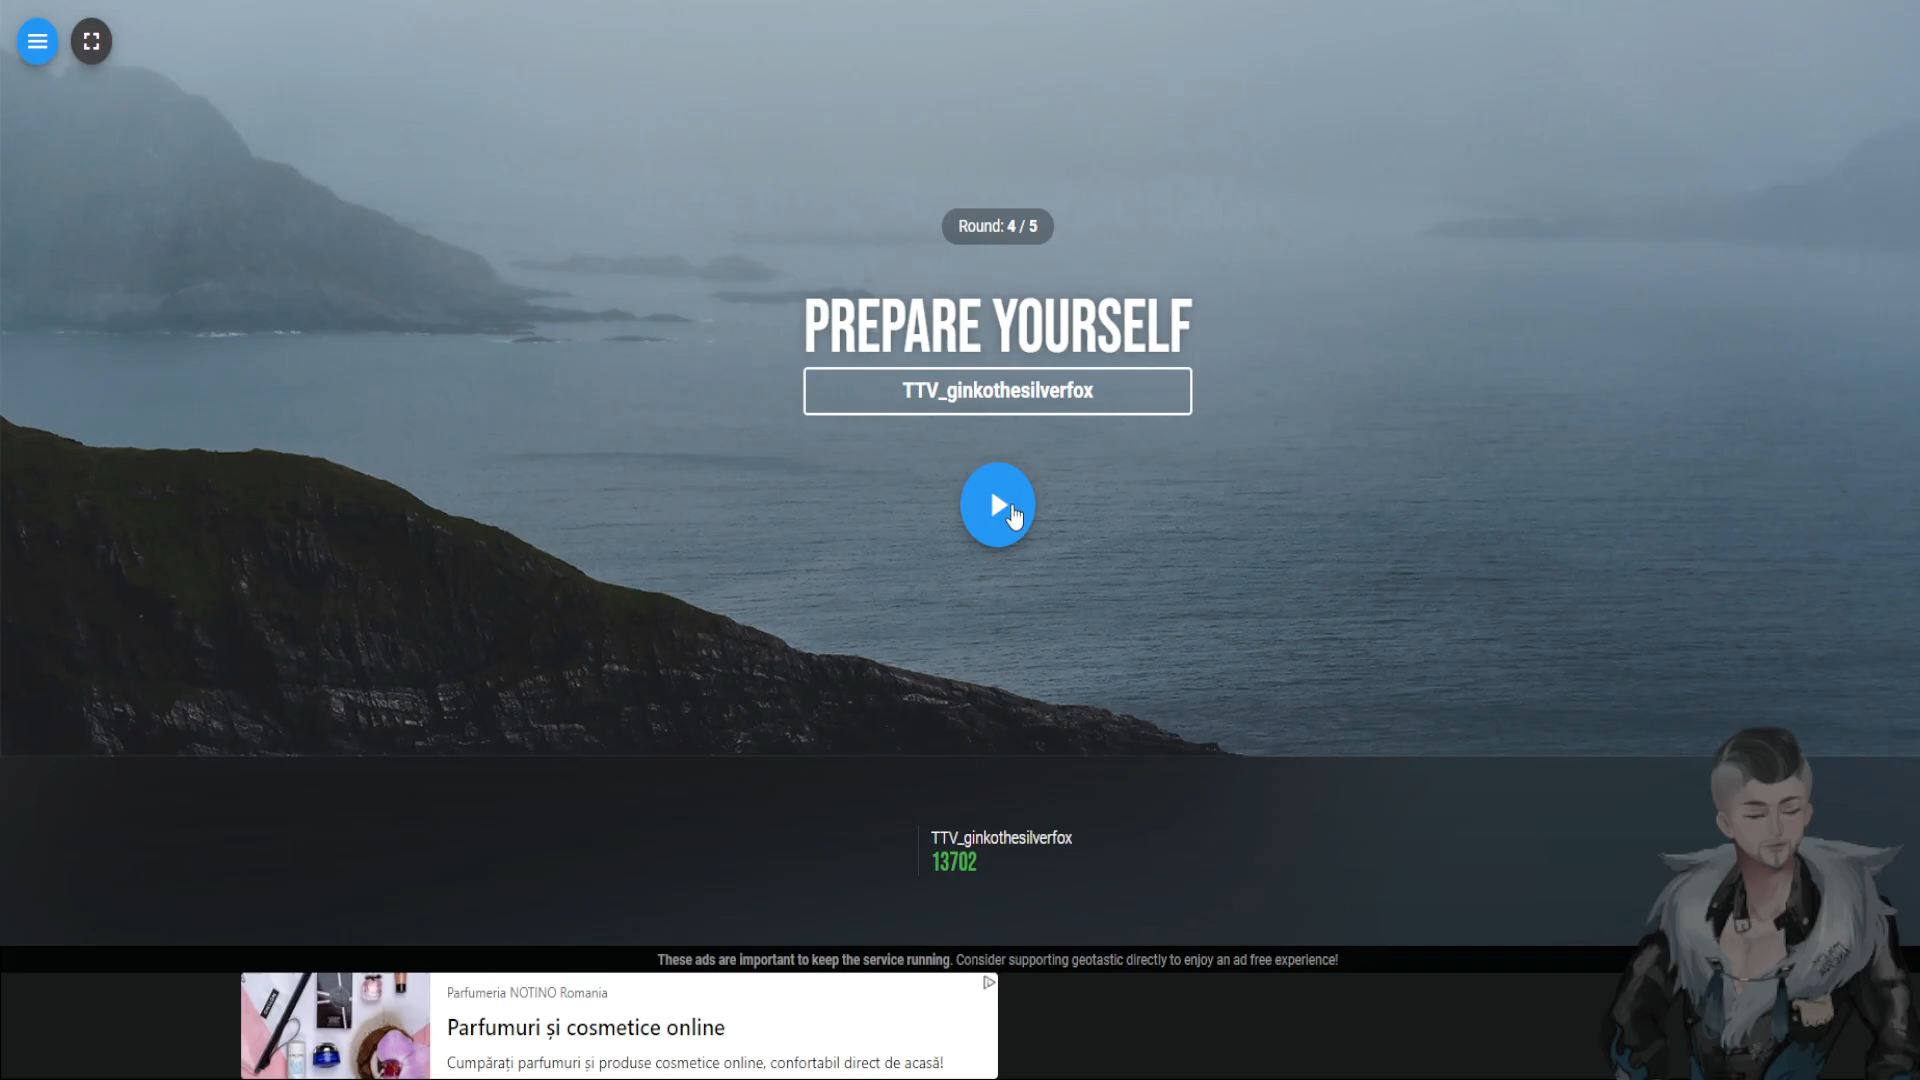 Round: 4 / 5
PREPARE YOURSELF
TTV_ginkothesilverfox
TTV_ginkothesilverfox
13702
These ads are important to keep the service running. Consider supporting geotastic directly to enjoy an ad free experience!
Parfumeria NOTINO Romania
Parfumuri și cosmetice online
Cumpărați parfumuri și produse cosmetice online, confortabil direct de acasă!